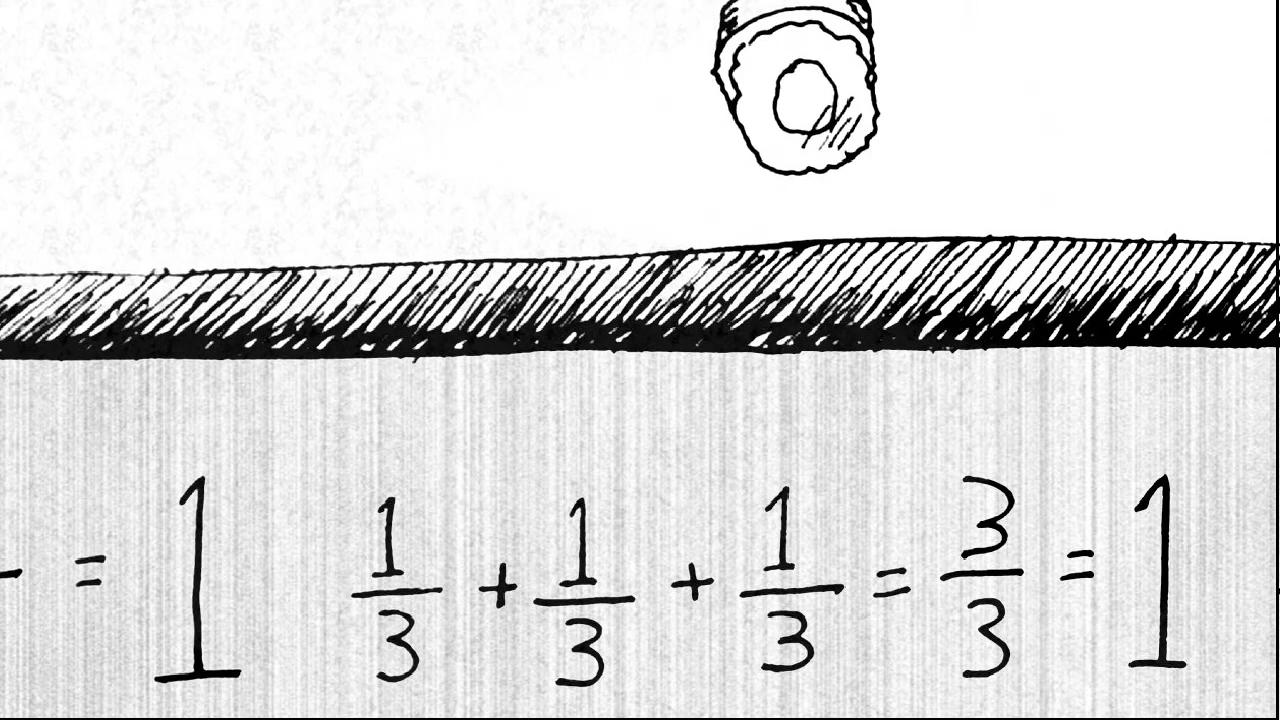 = 1 1/3 + 1/3 + 1/3 = 3/3 = 1